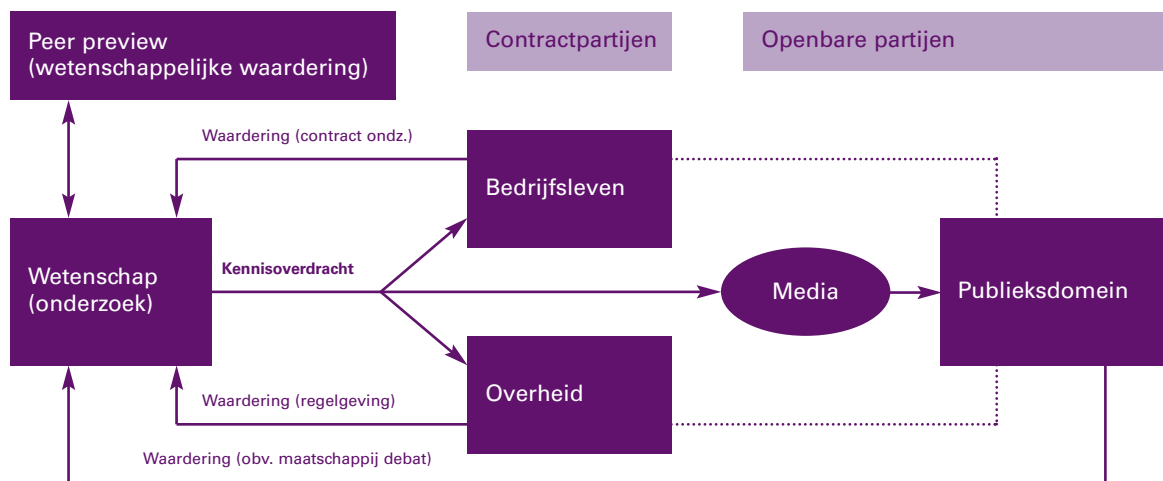 Peer preview
(wetenschappelijke waardering)
Contractpartijen
Openbare partijen
Waardering (contract ondz.)
Bedrijfsleven
Wetenschap
(onderzoek)
Kennisoverdracht
Media
Publieksdomein
Overheid
Waardering (regelgeving)
Waardering (obv. maatschappij debat)